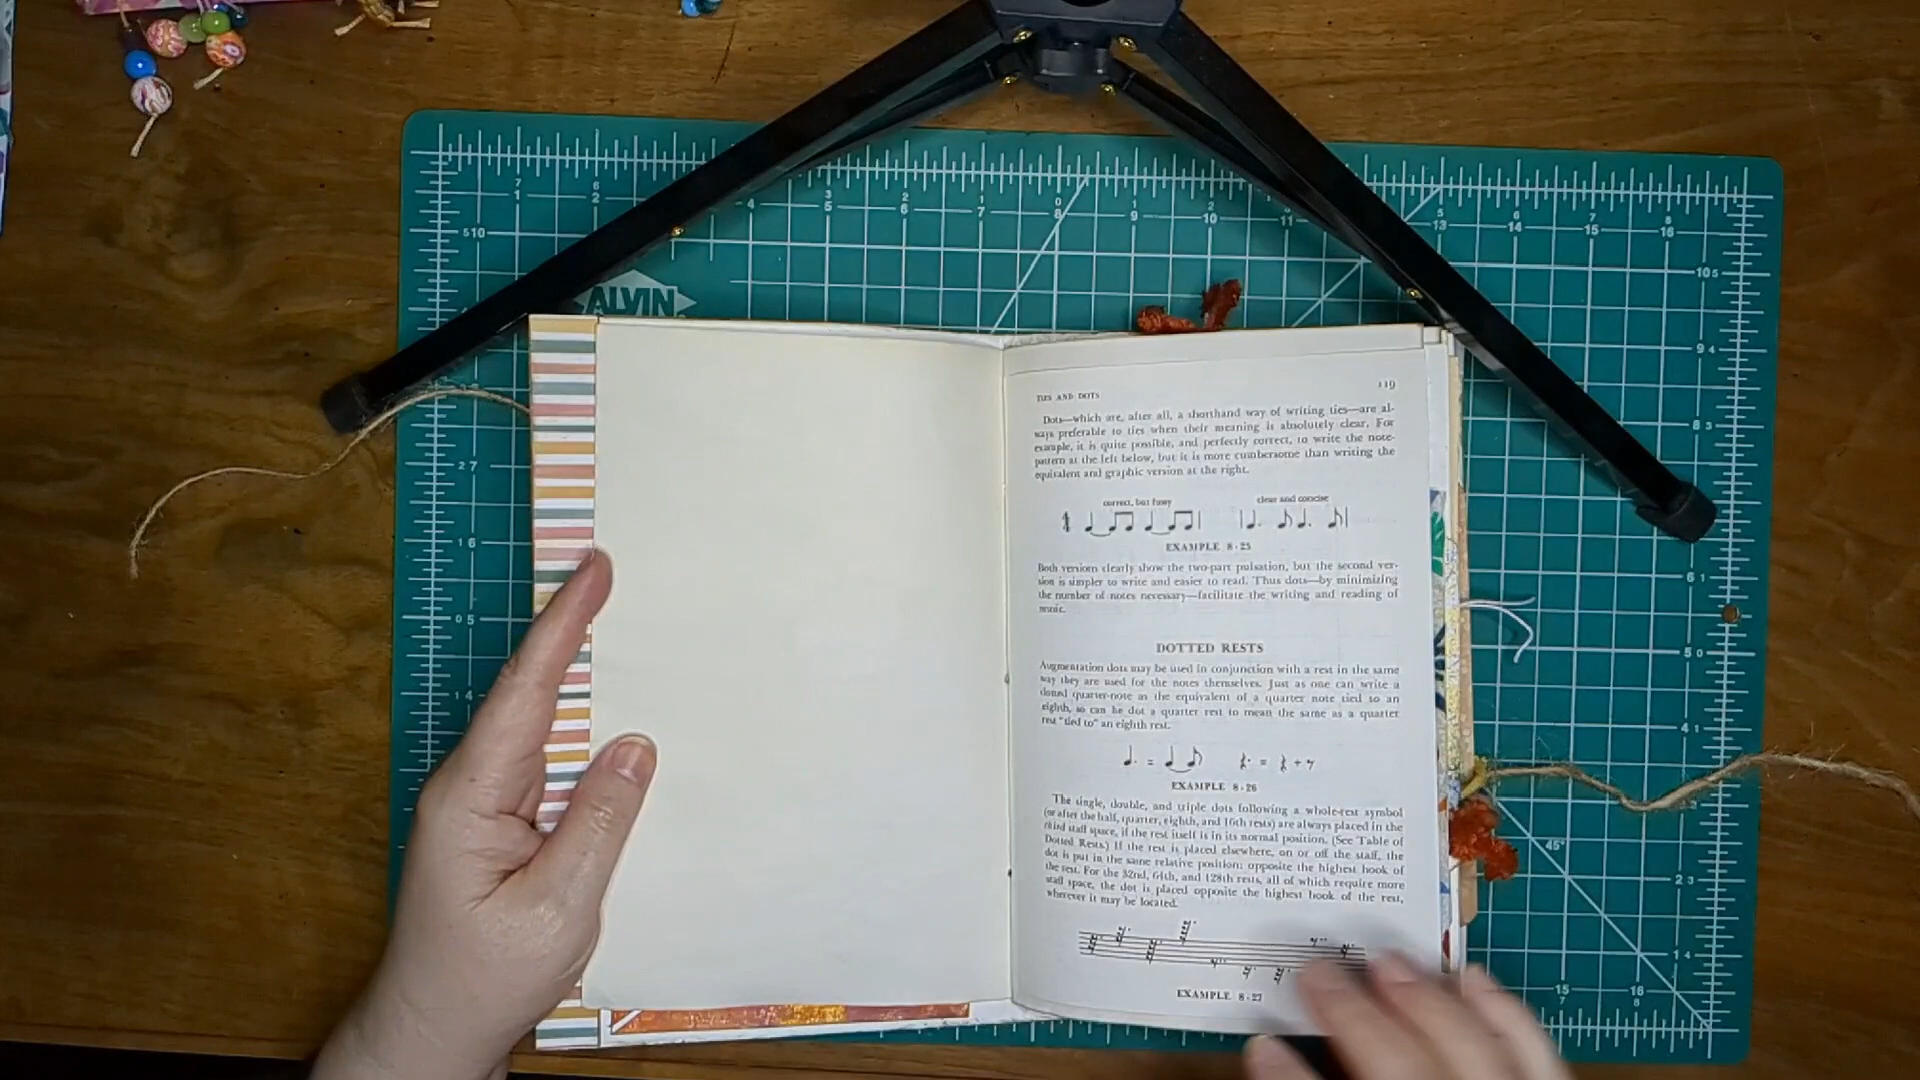 ALVIN
TIES AND DOTS
119
Dots—which are, after all, a shorthand way of writing ties—are al-
ways preferable to ties when their meaning is absolutely clear. For
example, it is quite possible, and perfectly correct, to write the note-
pattern at the left below, but it is more cumbersome than writing the
equivalent and graphic version at the right.
correct, but fussy
clear and concise
EXAMPLE 8-25
Both versions clearly show the two-part pulsation, but the second ver-
sion is simpler to write and easier to read. Thus dots—by minimizing
the number of notes necessary—facilitate the writing and reading of
music.
DOTTED RESTS
Augmentation dots may be used in conjunction with a rest in the same
way they are used for the notes themselves. Just as one can write a
dotted quarter-note as the equivalent of a quarter note tied to an
eighth, so can he dot a quarter rest to mean the same as a quarter
rest "tied to" an eighth rest.
EXAMPLE 8-26
The single, double, and triple dots following a whole-rest symbol
(or after the half, quarter, eighth, and 16th rests) are always placed in the
third staff space, if the rest itself is in its normal position. (See Table of
Dotted Rests.) If the rest is placed elsewhere, on or off the staff, the
dot is put in the same relative position: opposite the highest hook of
the rest. For the 32nd, 64th, and 128th rests, all of which require more
staff space, the dot is placed opposite the highest hook of the rest,
wherever it may be located.
EXAMPLE 8-27